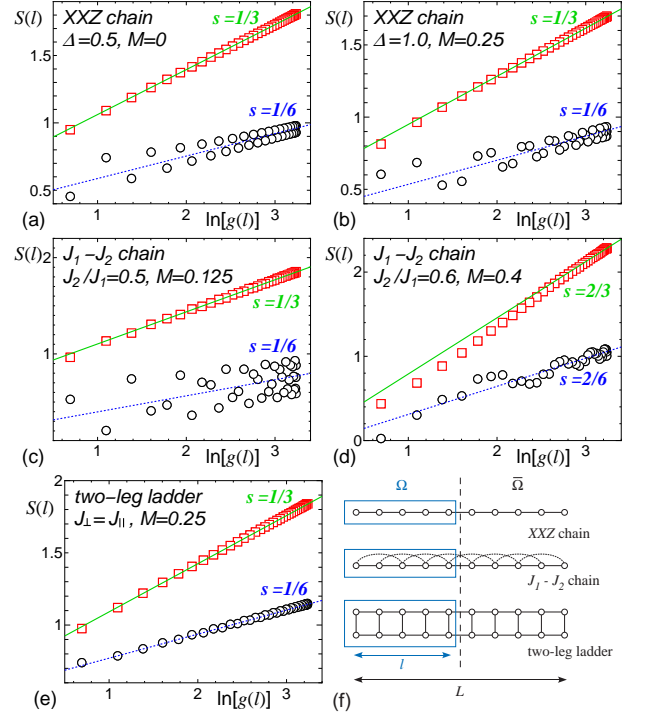 S(l)
XXZ chain
Δ=0.5, M=0
s=1/3
s=1/6
1.5
1
0.5
1
2
3
(a)
ln[g(l)]
S(l)
XXZ chain
Δ=1.0, M=0.25
s=1/3
s=1/6
1.5
1
0.5
1
2
3
(b)
ln[g(l)]
S(l)
2
J₁−J₂ chain
J₂/J₁=0.5, M=0.125
s=1/3
s=1/6
1
1
2
3
(c)
ln[g(l)]
S(l)
J₁−J₂ chain
J₂/J₁=0.6, M=0.4
s=2/3
s=2/6
2
1
0
1
2
3
(d)
ln[g(l)]
S(l)
2
two−leg ladder
J⊥=J||, M=0.25
s=1/3
s=1/6
1.5
1
1
2
3
(e)
ln[g(l)]
Ω
Ω̅
XXZ chain
J₁ - J₂ chain
two-leg ladder
l
L
(f)